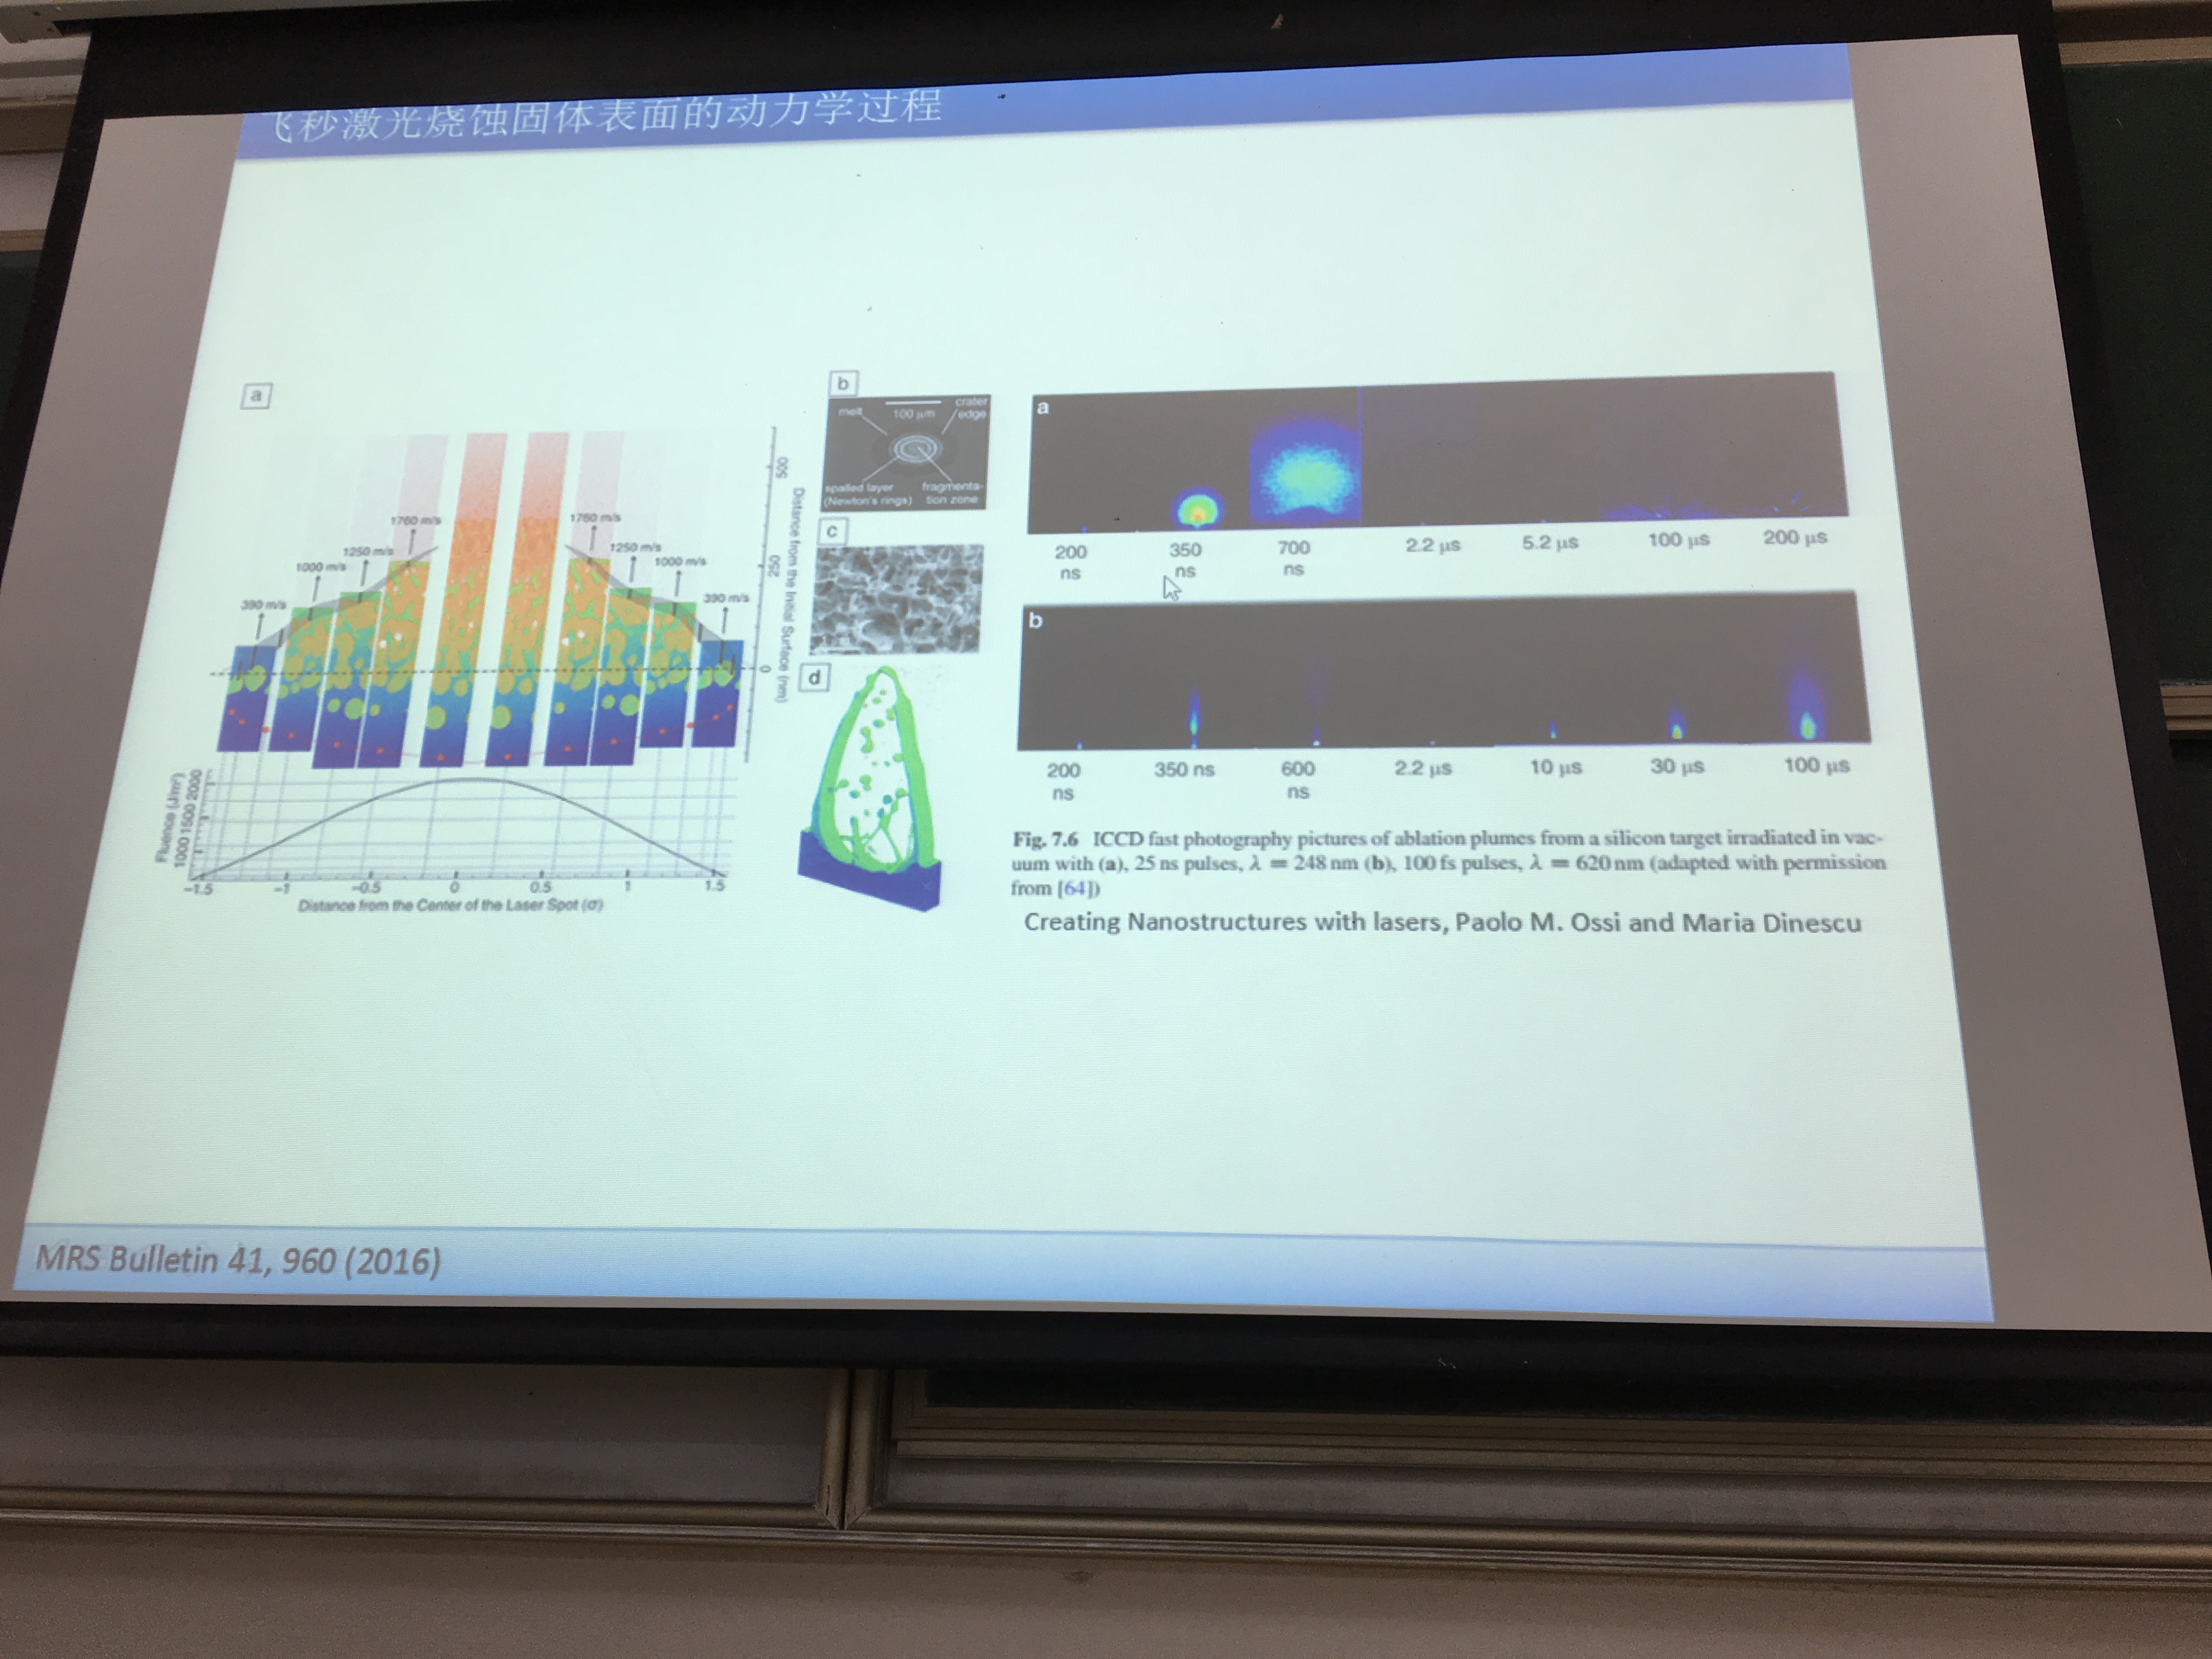 飞秒激光烧蚀固体表面的动力学过程
a
1760 m/s
1760 m/s
1250 m/s
1250 m/s
1000 m/s
1000 m/s
390 m/s
390 m/s
500
250
0
Distance from the Initial Surface (nm)
Fluence (J/m²)
1000 1500 2000
-1.5 -1 -0.5 0 0.5 1 1.5
Distance from the Center of the Laser Spot (σ)
b
melt
100 µm
crater
edge
spalled layer
(Newton's rings)
fragmenta-
tion zone
c
d
a
200
ns
350
ns
700
ns
2.2 µs
5.2 µs
100 µs
200 µs
b
200
ns
350 ns
600
ns
2.2 µs
10 µs
30 µs
100 µs
Fig. 7.6 ICCD fast photography pictures of ablation plumes from a silicon target irradiated in vac-
uum with (a), 25 ns pulses, λ = 248 nm (b), 100 fs pulses, λ = 620 nm (adapted with permission
from [64])
Creating Nanostructures with lasers, Paolo M. Ossi and Maria Dinescu
MRS Bulletin 41, 960 (2016)